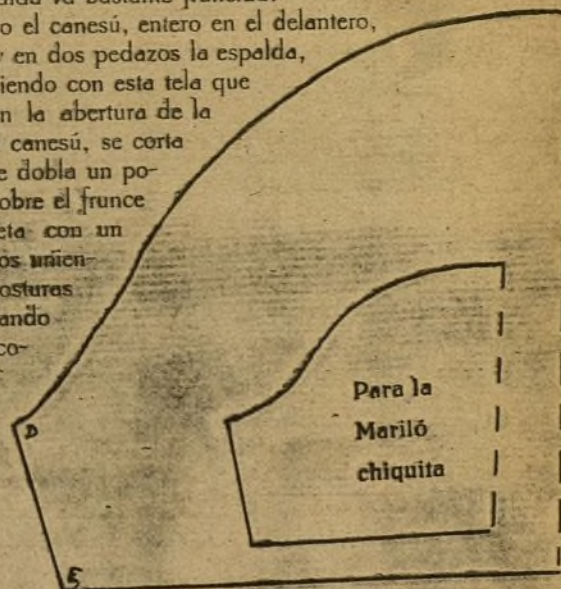 o el canesú, entero en el delantero,
y en dos pedazos la espalda,
iendo con esta tela que
n la abertura de la
canesú, se corta
e dobla un po-
obre el frunce
eta con un
os unien-
osturas
ando
co-
D
Para la
Mariló
chiquita
E